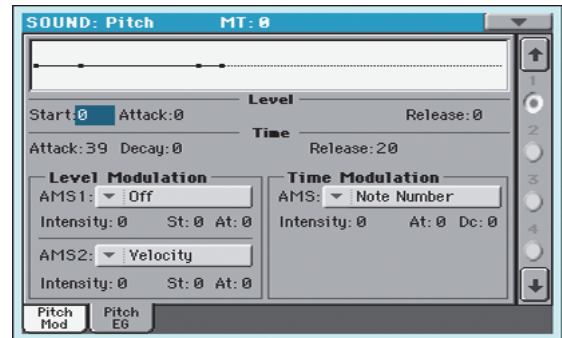 SOUND: Pitch MT: 0
Level
Start:0 Attack:0 Release:0
Time
Attack:39 Decay:0 Release:20
Level Modulation
AMS1: Off
Intensity:0 St:0 At:0
AMS2: Velocity
Intensity:0 St:0 At:0
Time Modulation
AMS: Note Number
Intensity:0 At:0 Dc:0
1
2
3
4
Pitch Mod
Pitch EG